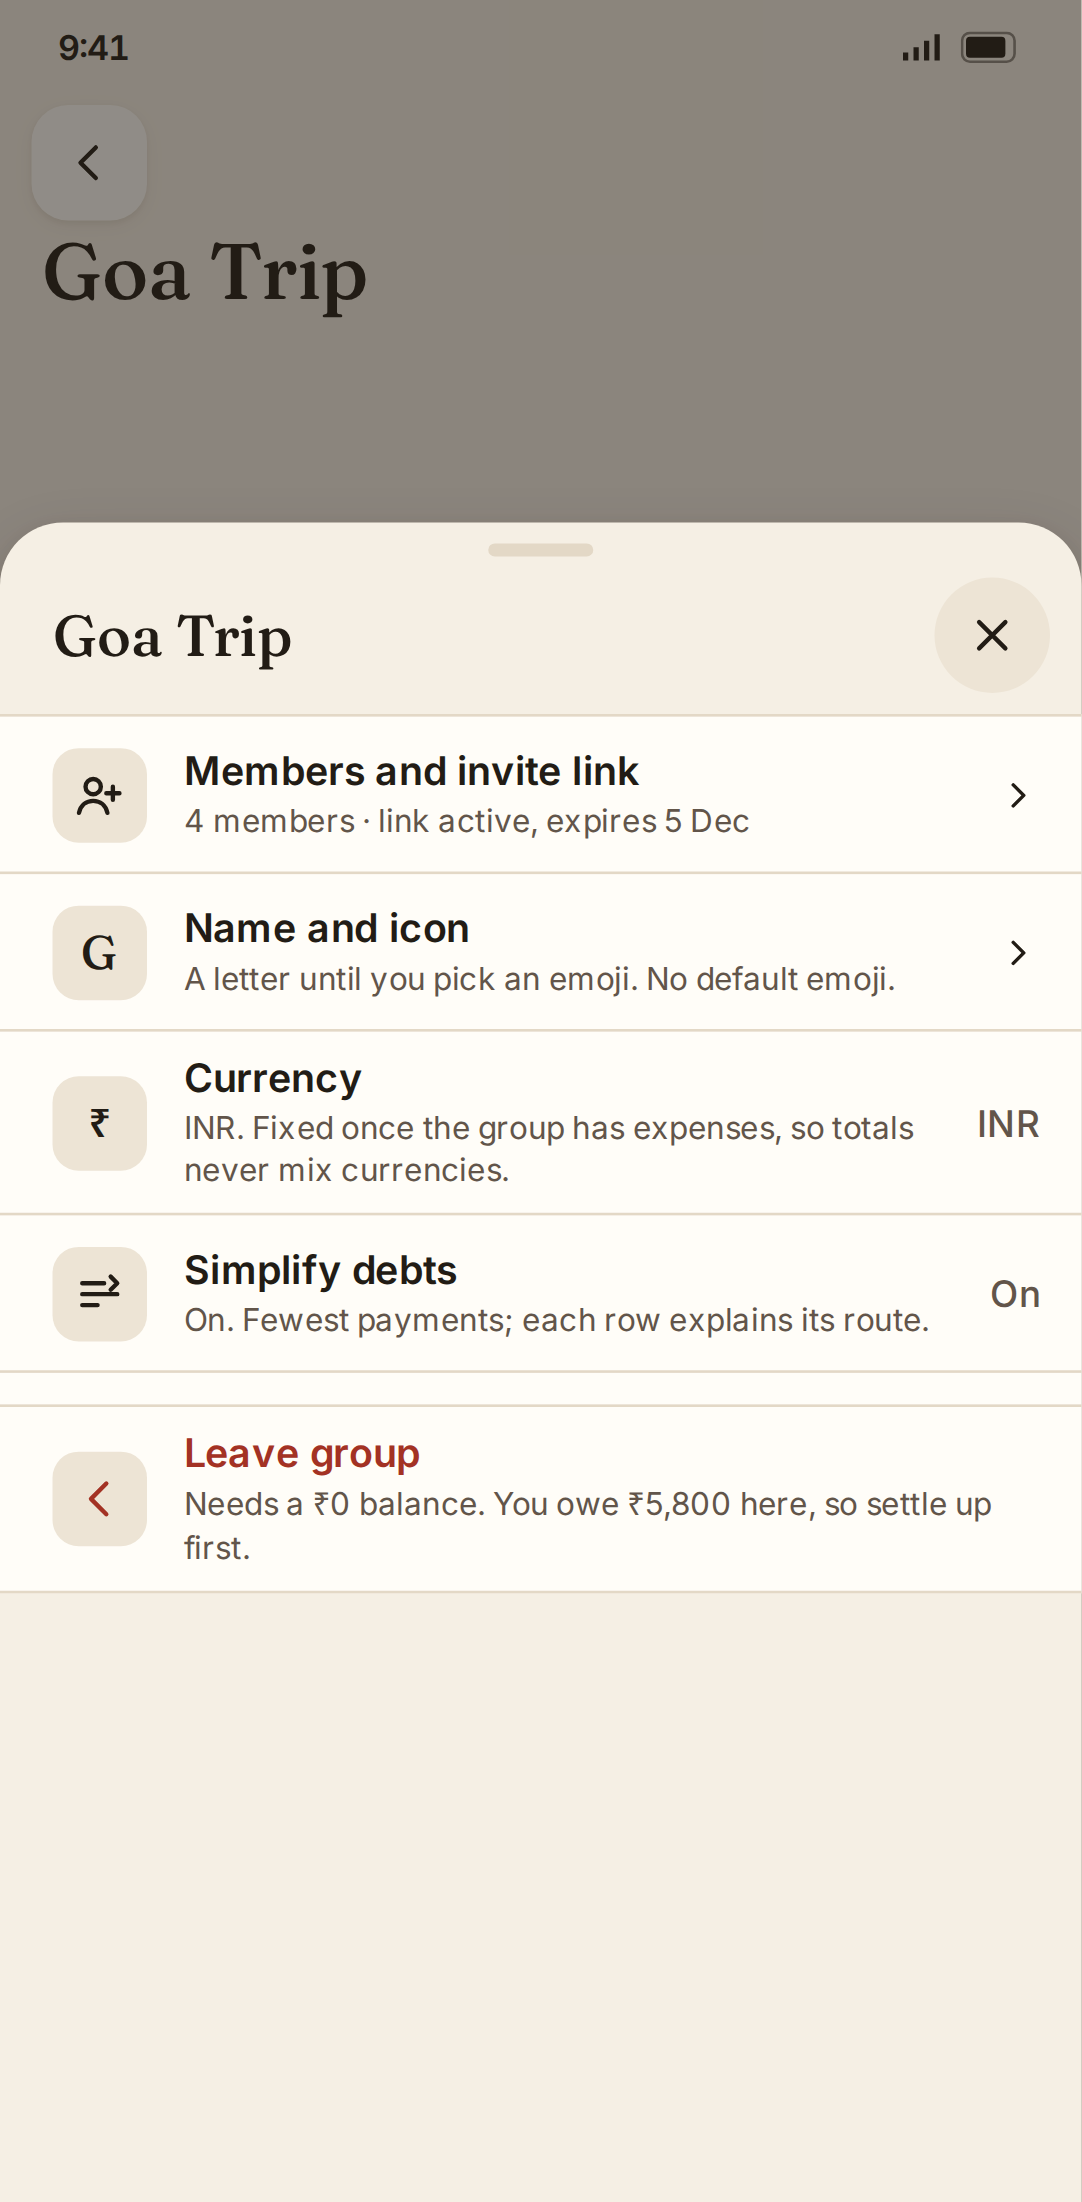 9:41
Goa Trip
Goa Trip
Members and invite link
4 members · link active, expires 5 Dec
G
Name and icon
A letter until you pick an emoji. No default emoji.
₹
Currency
INR. Fixed once the group has expenses, so totals
never mix currencies.
INR
Simplify debts
On. Fewest payments; each row explains its route.
On
Leave group
Needs a ₹0 balance. You owe ₹5,800 here, so settle up
first.